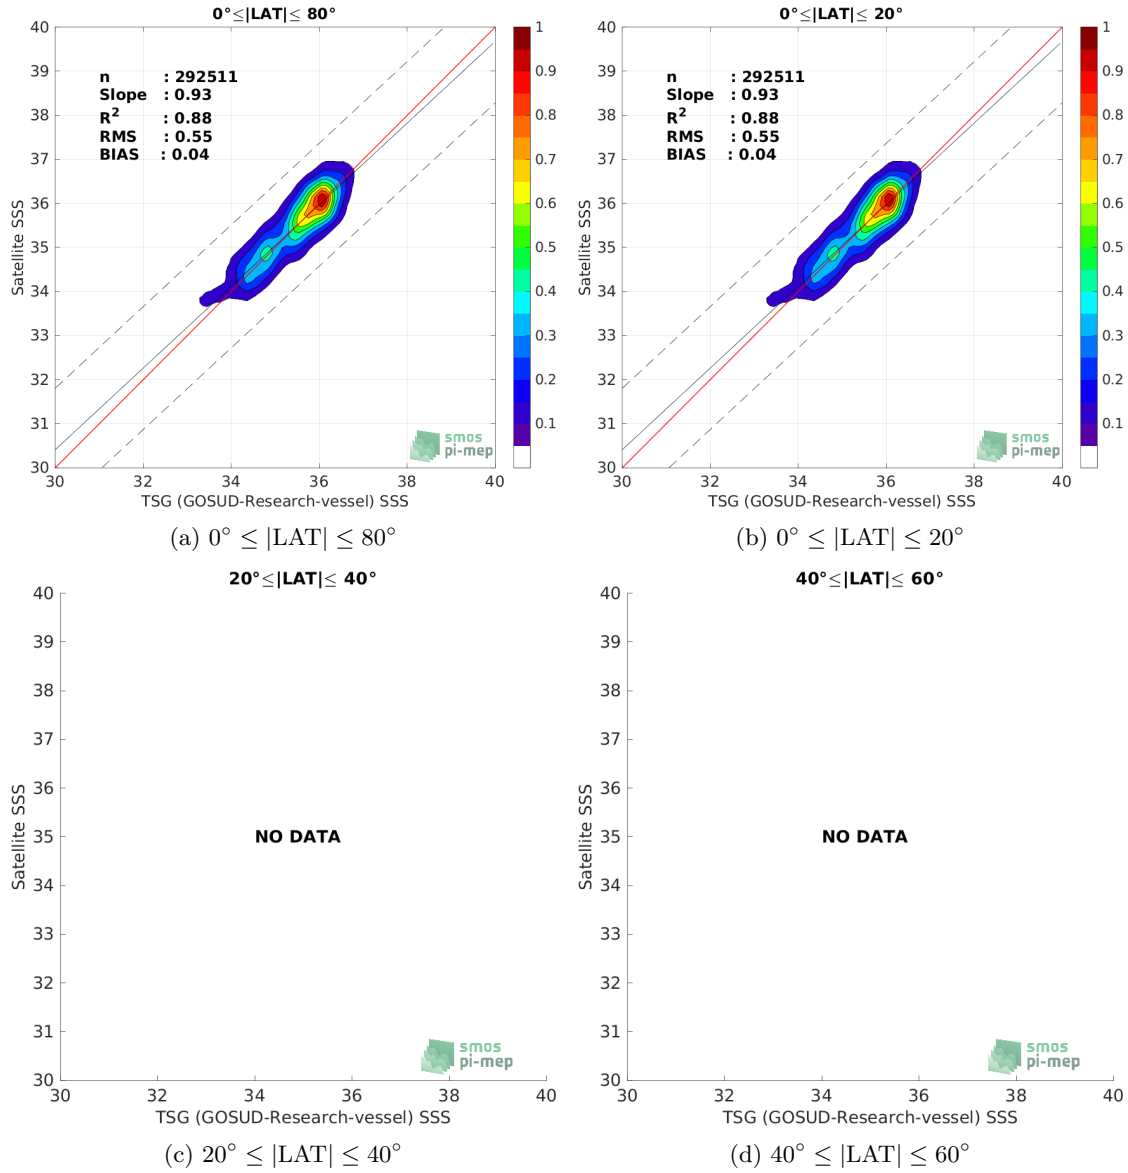 0°≤|LAT|≤ 80°
n : 292511
Slope : 0.93
R² : 0.88
RMS : 0.55
BIAS : 0.04
Satellite SSS
40
39
38
37
36
35
34
33
32
31
30
30 32 34 36 38 40
TSG (GOSUD-Research-vessel) SSS
1
0.9
0.8
0.7
0.6
0.5
0.4
0.3
0.2
0.1
smos
pi-mep
(a) 0° ≤ |LAT| ≤ 80°
0°≤|LAT|≤ 20°
n : 292511
Slope : 0.93
R² : 0.88
RMS : 0.55
BIAS : 0.04
Satellite SSS
40
39
38
37
36
35
34
33
32
31
30
30 32 34 36 38 40
TSG (GOSUD-Research-vessel) SSS
1
0.9
0.8
0.7
0.6
0.5
0.4
0.3
0.2
0.1
smos
pi-mep
(b) 0° ≤ |LAT| ≤ 20°
20°≤|LAT|≤ 40°
Satellite SSS
40
39
38
37
36
35
34
33
32
31
30
NO DATA
smos
pi-mep
30 32 34 36 38 40
TSG (GOSUD-Research-vessel) SSS
(c) 20° ≤ |LAT| ≤ 40°
40°≤|LAT|≤ 60°
Satellite SSS
40
39
38
37
36
35
34
33
32
31
30
NO DATA
smos
pi-mep
30 32 34 36 38 40
TSG (GOSUD-Research-vessel) SSS
(d) 40° ≤ |LAT| ≤ 60°